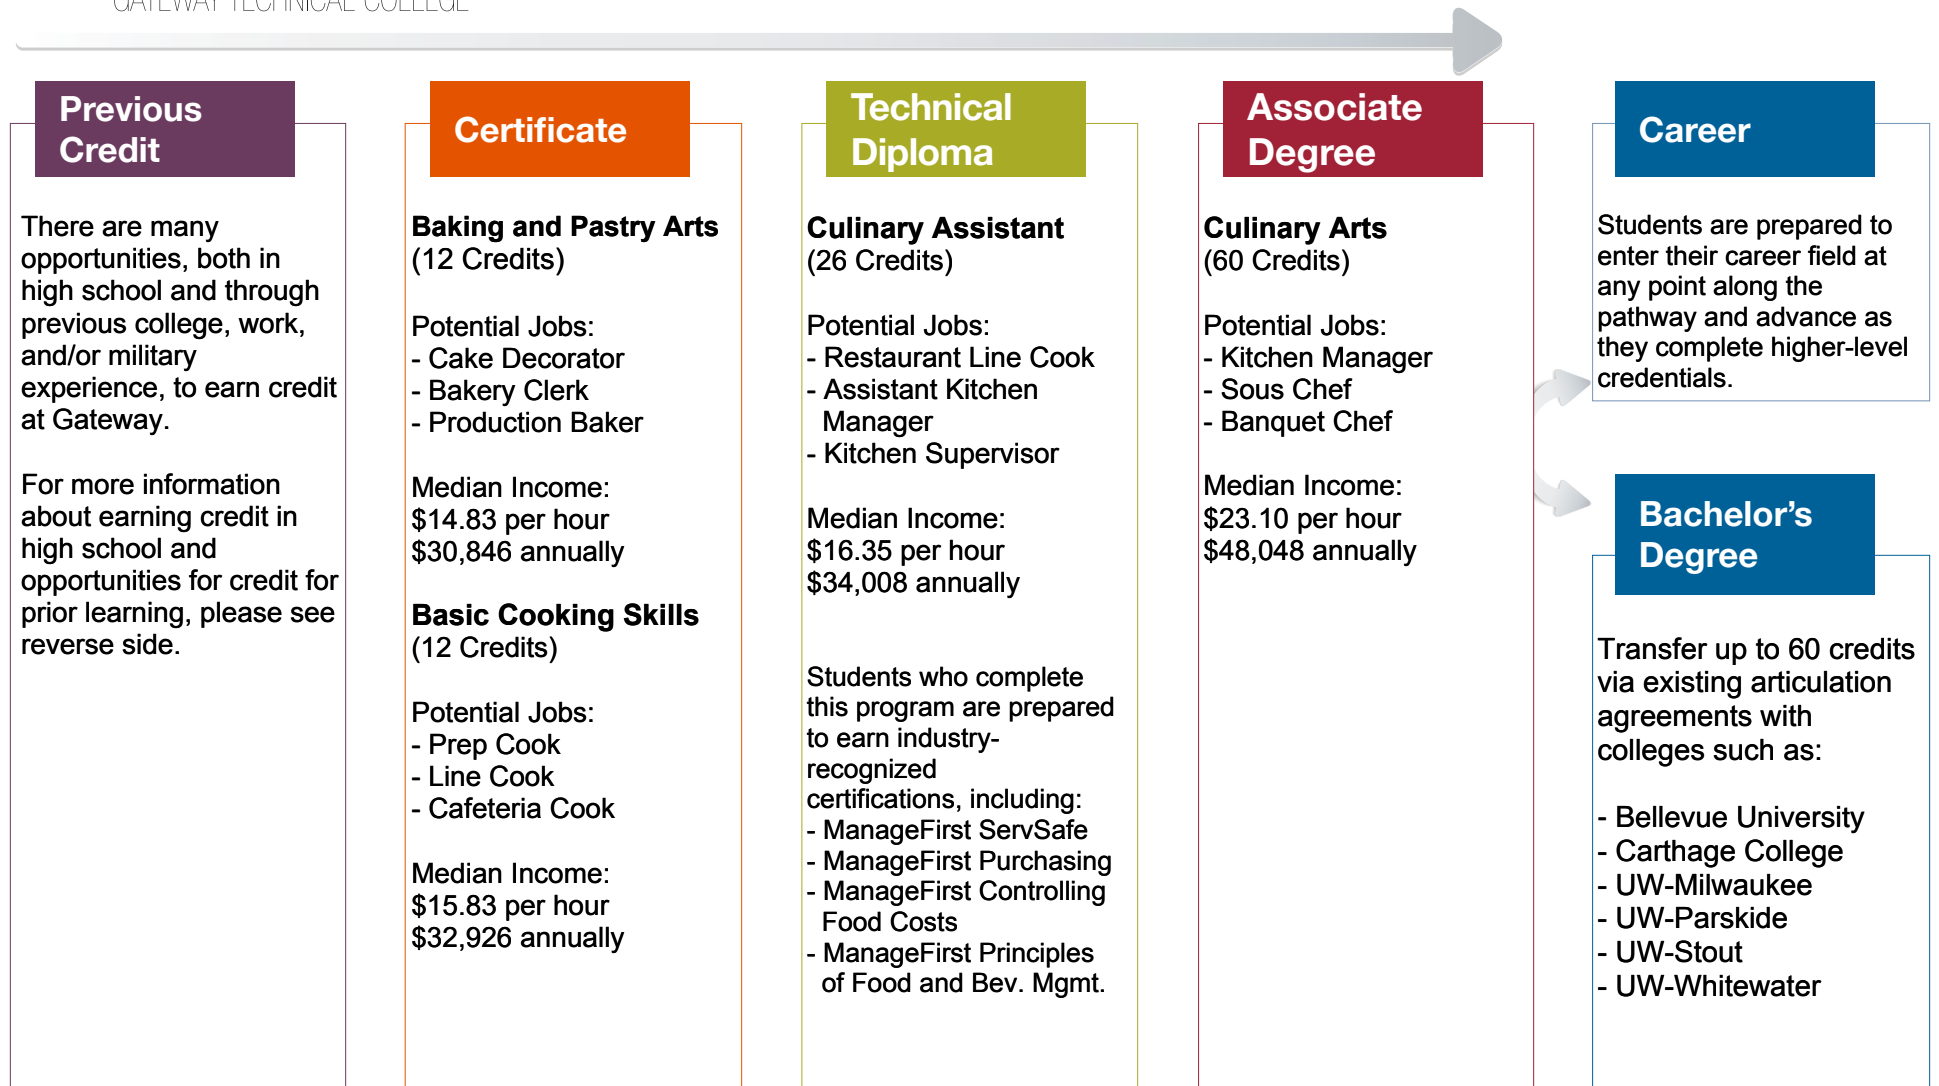 GATEWAY TECHNICAL COLLEGE
Previous
Credit
There are many
opportunities, both in
high school and through
previous college, work,
and/or military
experience, to earn credit
at Gateway.
For more information
about earning credit in
high school and
opportunities for credit for
prior learning, please see
reverse side.
Certificate
Baking and Pastry Arts
(12 Credits)
Potential Jobs:
- Cake Decorator
- Bakery Clerk
- Production Baker
Median Income:
$14.83 per hour
$30,846 annually
Basic Cooking Skills
(12 Credits)
Potential Jobs:
- Prep Cook
- Line Cook
- Cafeteria Cook
Median Income:
$15.83 per hour
$32,926 annually
Technical
Diploma
Culinary Assistant
(26 Credits)
Potential Jobs:
- Restaurant Line Cook
- Assistant Kitchen
Manager
- Kitchen Supervisor
Median Income:
$16.35 per hour
$34,008 annually
Students who complete
this program are prepared
to earn industry-
recognized
certifications, including:
- ManageFirst ServSafe
- ManageFirst Purchasing
- ManageFirst Controlling
Food Costs
- ManageFirst Principles
of Food and Bev. Mgmt.
Associate
Degree
Culinary Arts
(60 Credits)
Potential Jobs:
- Kitchen Manager
- Sous Chef
- Banquet Chef
Median Income:
$23.10 per hour
$48,048 annually
Career
Students are prepared to
enter their career field at
any point along the
pathway and advance as
they complete higher-level
credentials.
Bachelor’s
Degree
Transfer up to 60 credits
via existing articulation
agreements with
colleges such as:
- Bellevue University
- Carthage College
- UW-Milwaukee
- UW-Parskide
- UW-Stout
- UW-Whitewater